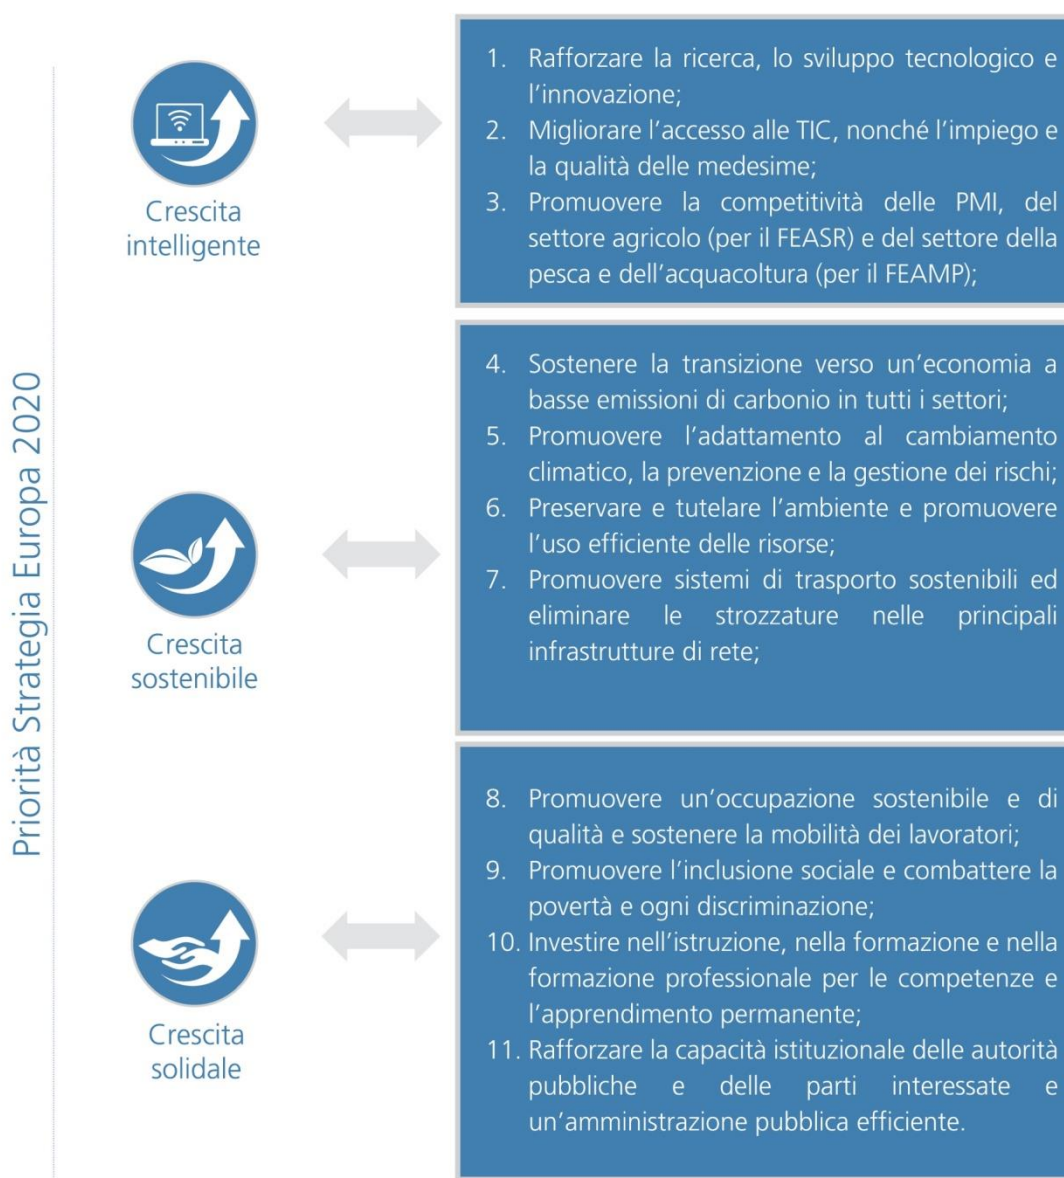 Priorità Strategia Europa 2020
Crescita
intelligente
1. Rafforzare la ricerca, lo sviluppo tecnologico e
l'innovazione;
2. Migliorare l'accesso alle TIC, nonché l'impiego e
la qualità delle medesime;
3. Promuovere la competitività delle PMI, del
settore agricolo (per il FEASR) e del settore della
pesca e dell'acquacoltura (per il FEAMP);
Crescita
sostenibile
4. Sostenere la transizione verso un'economia a
basse emissioni di carbonio in tutti i settori;
5. Promuovere l'adattamento al cambiamento
climatico, la prevenzione e la gestione dei rischi;
6. Preservare e tutelare l'ambiente e promuovere
l'uso efficiente delle risorse;
7. Promuovere sistemi di trasporto sostenibili ed
eliminare le strozzature nelle principali
infrastrutture di rete;
Crescita
solidale
8. Promuovere un'occupazione sostenibile e di
qualità e sostenere la mobilità dei lavoratori;
9. Promuovere l'inclusione sociale e combattere la
povertà e ogni discriminazione;
10. Investire nell'istruzione, nella formazione e nella
formazione professionale per le competenze e
l'apprendimento permanente;
11. Rafforzare la capacità istituzionale delle autorità
pubbliche e delle parti interessate e
un'amministrazione pubblica efficiente.